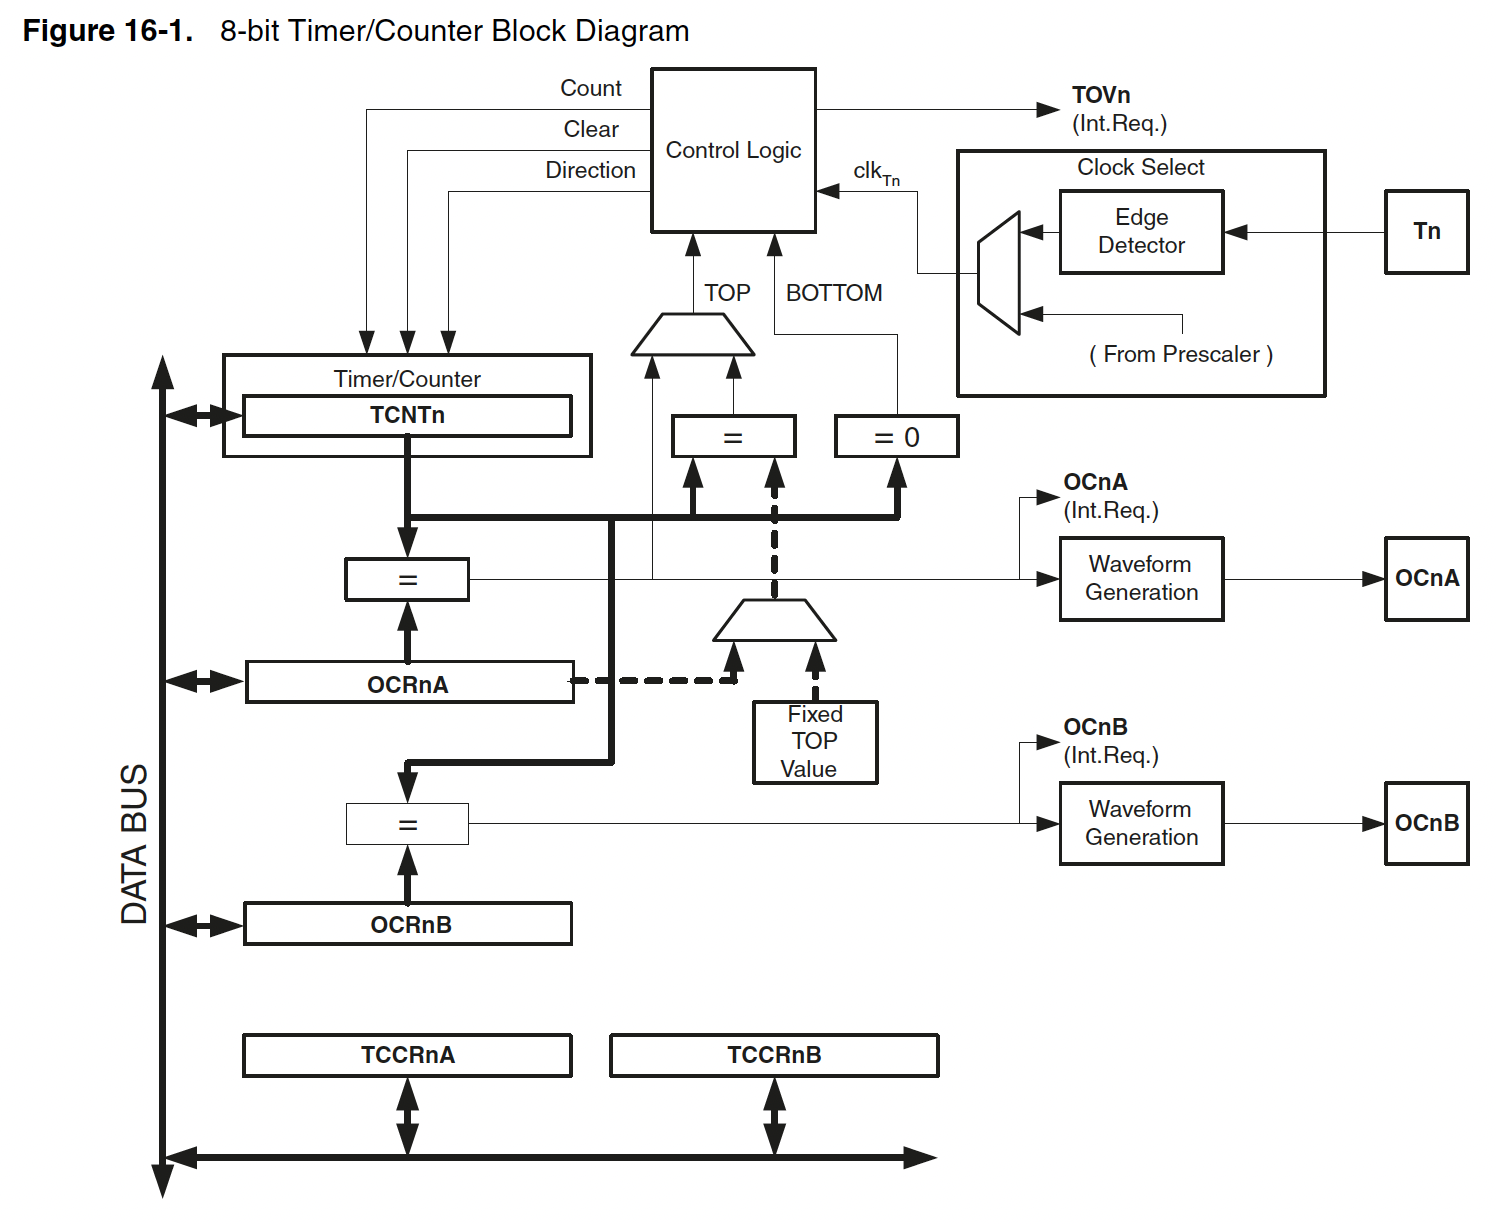 Figure 16-1. 8-bit Timer/Counter Block Diagram
Count
Clear
Direction
Control Logic
TOVn
(Int.Req.)
clkTn
Clock Select
Edge
Detector
Tn
( From Prescaler )
TOP
BOTTOM
Timer/Counter
TCNTn
=
= 0
OCnA
(Int.Req.)
=
Waveform
Generation
OCnA
OCRnA
Fixed
TOP
Value
OCnB
(Int.Req.)
=
Waveform
Generation
OCnB
OCRnB
DATA BUS
TCCRnA
TCCRnB